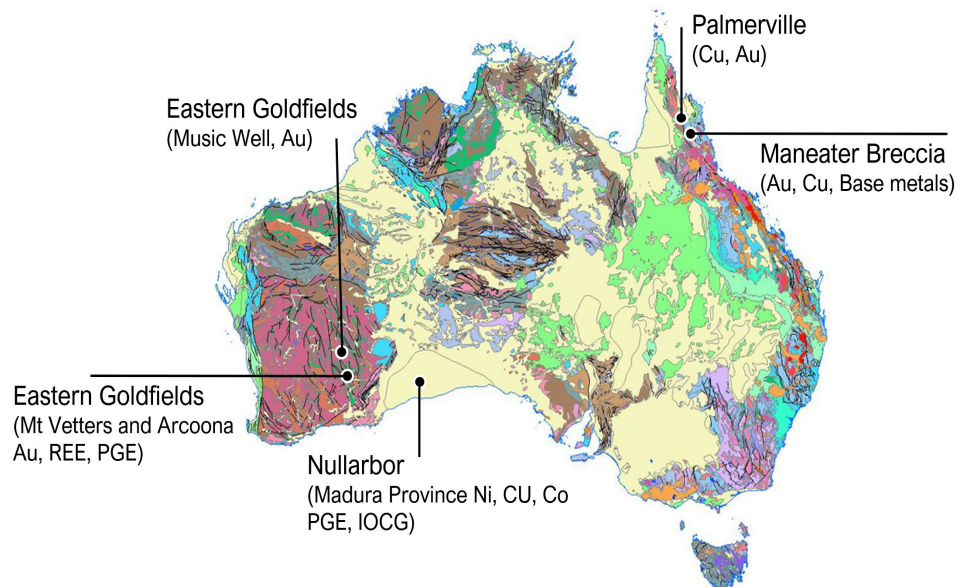 Palmerville
(Cu, Au)
Eastern Goldfields
(Music Well, Au)
Maneater Breccia
(Au, Cu, Base metals)
Eastern Goldfields
(Mt Vetters and Arcoona
Au, REE, PGE)
Nullarbor
(Madura Province Ni, CU, Co
PGE, IOCG)